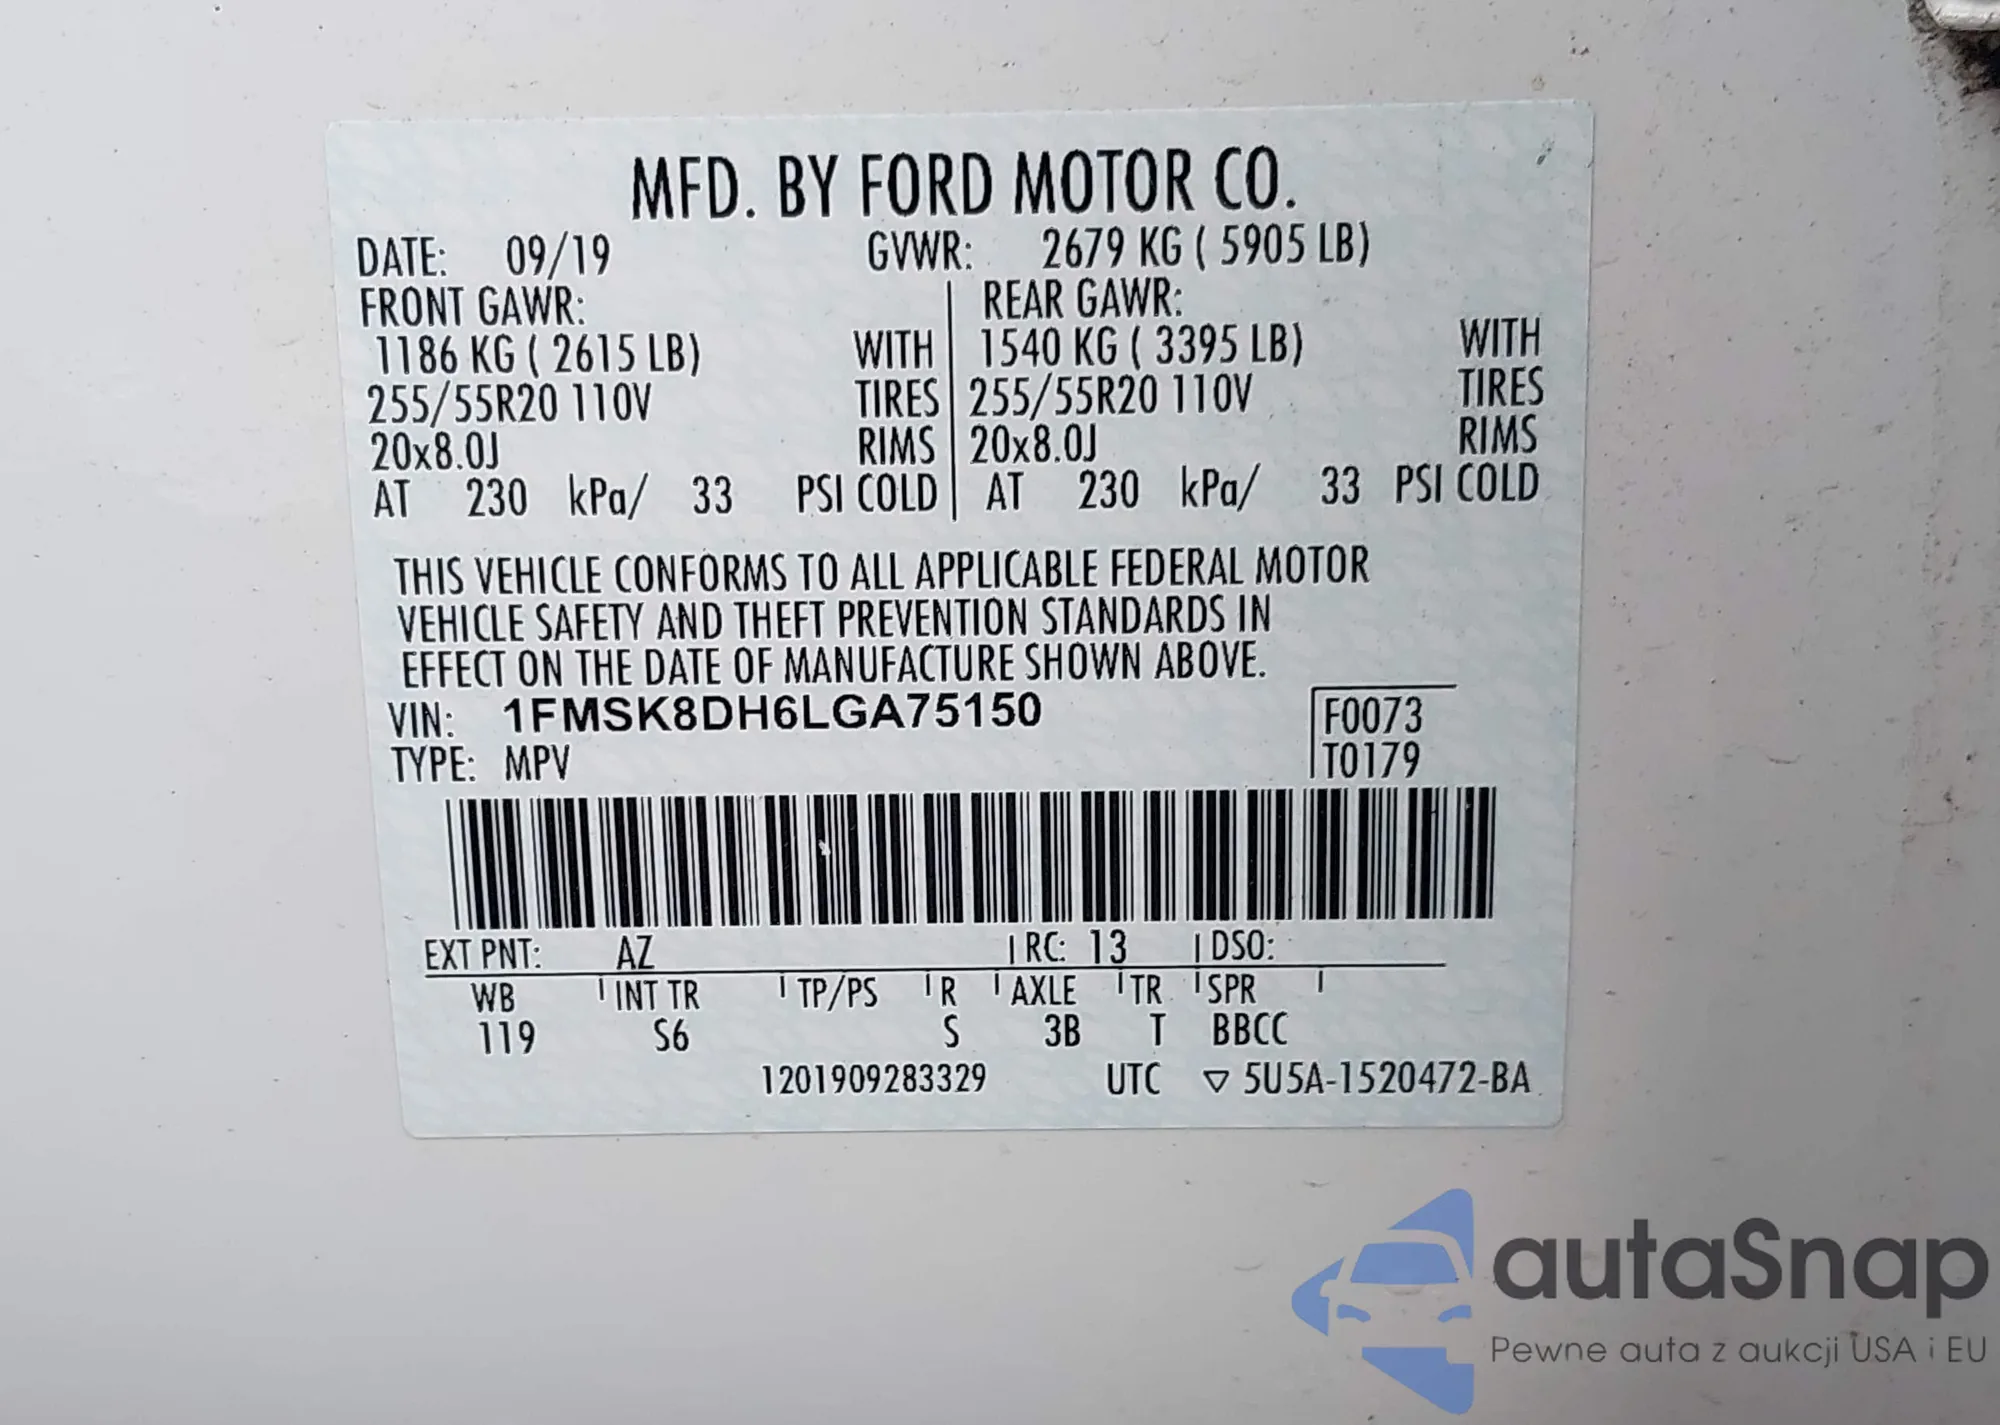 MFD. BY FORD MOTOR CO.
DATE: 09/19 GVWR: 2679 KG ( 5905 LB)
FRONT GAWR: REAR GAWR:
1186 KG ( 2615 LB) WITH 1540 KG ( 3395 LB) WITH
255/55R20 110V TIRES 255/55R20 110V TIRES
20x8.0J RIMS 20x8.0J RIMS
AT 230 kPa/ 33 PSI COLD AT 230 kPa/ 33 PSI COLD
THIS VEHICLE CONFORMS TO ALL APPLICABLE FEDERAL MOTOR
VEHICLE SAFETY AND THEFT PREVENTION STANDARDS IN
EFFECT ON THE DATE OF MANUFACTURE SHOWN ABOVE.
VIN: 1FMSK8DH6LGA75150 F0073
TYPE: MPV T0179
EXT PNT: AZ RC: 13 DSO:
WB INT TR TP/PS R AXLE TR SPR
119 S6 S 3B T BBCC
1201909283329 UTC ▽ 5U5A-1520472-BA
autaSnap
Pewne auta z aukcji USA i EU